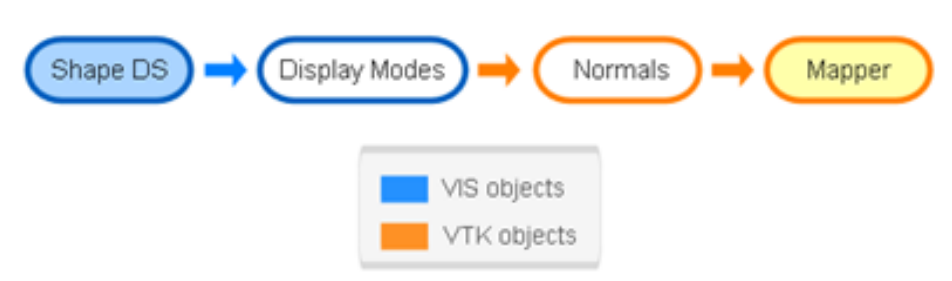 Shape DS
Display Modes
Normals
Mapper
VIS objects
VTK objects